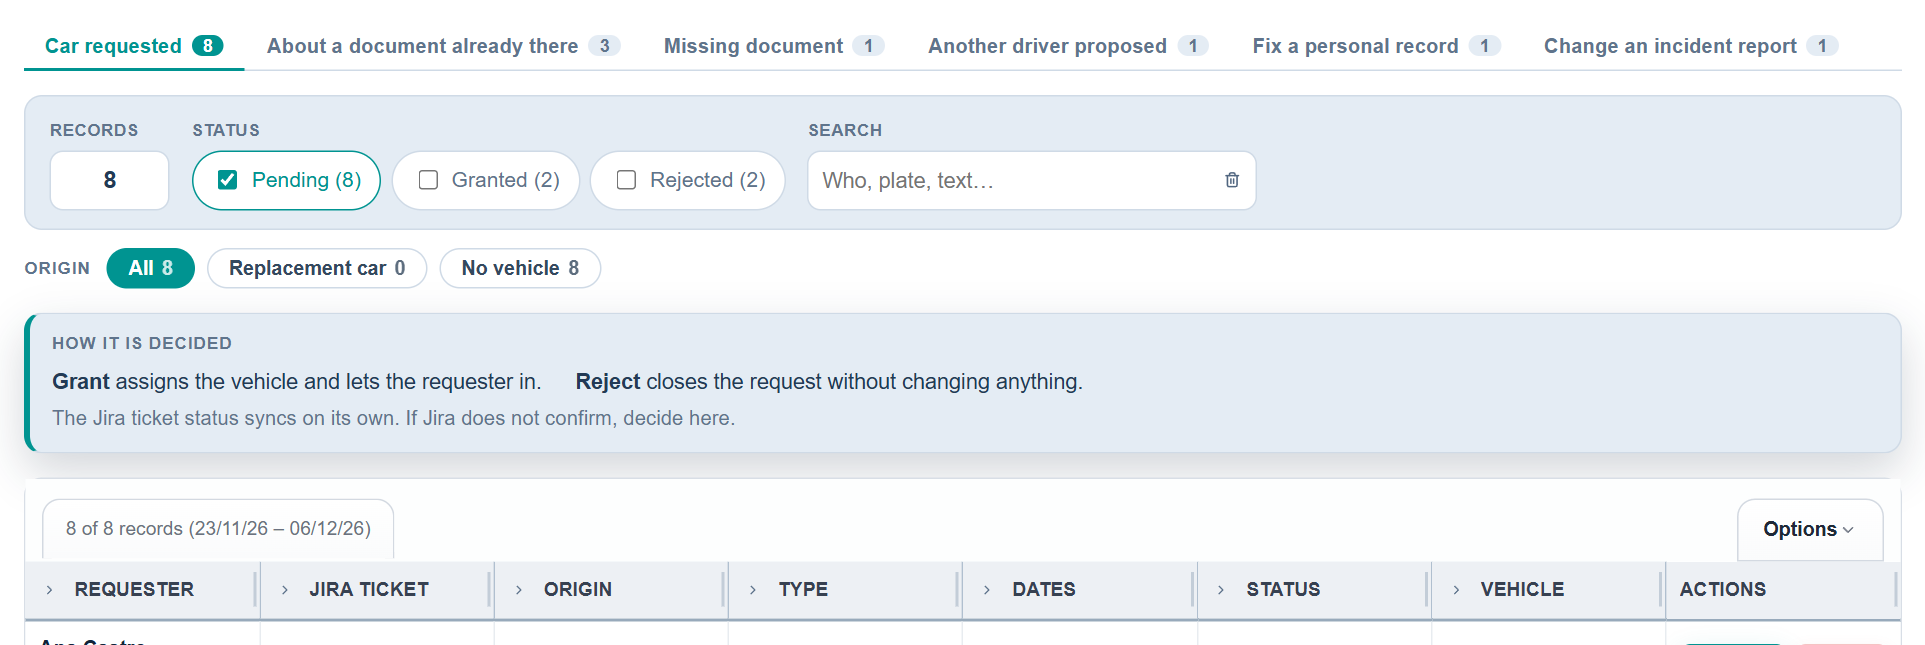 Car requested 8 About a document already there 3 Missing document 1 Another driver proposed 1 Fix a personal record 1 Change an incident report 1
RECORDS STATUS SEARCH
8 Pending (8) Granted (2) Rejected (2) Who, plate, text...
ORIGIN All 8 Replacement car 0 No vehicle 8
HOW IT IS DECIDED
Grant assigns the vehicle and lets the requester in. Reject closes the request without changing anything.
The Jira ticket status syncs on its own. If Jira does not confirm, decide here.
8 of 8 records (23/11/26 – 06/12/26) Options
REQUESTER JIRA TICKET ORIGIN TYPE DATES STATUS VEHICLE ACTIONS